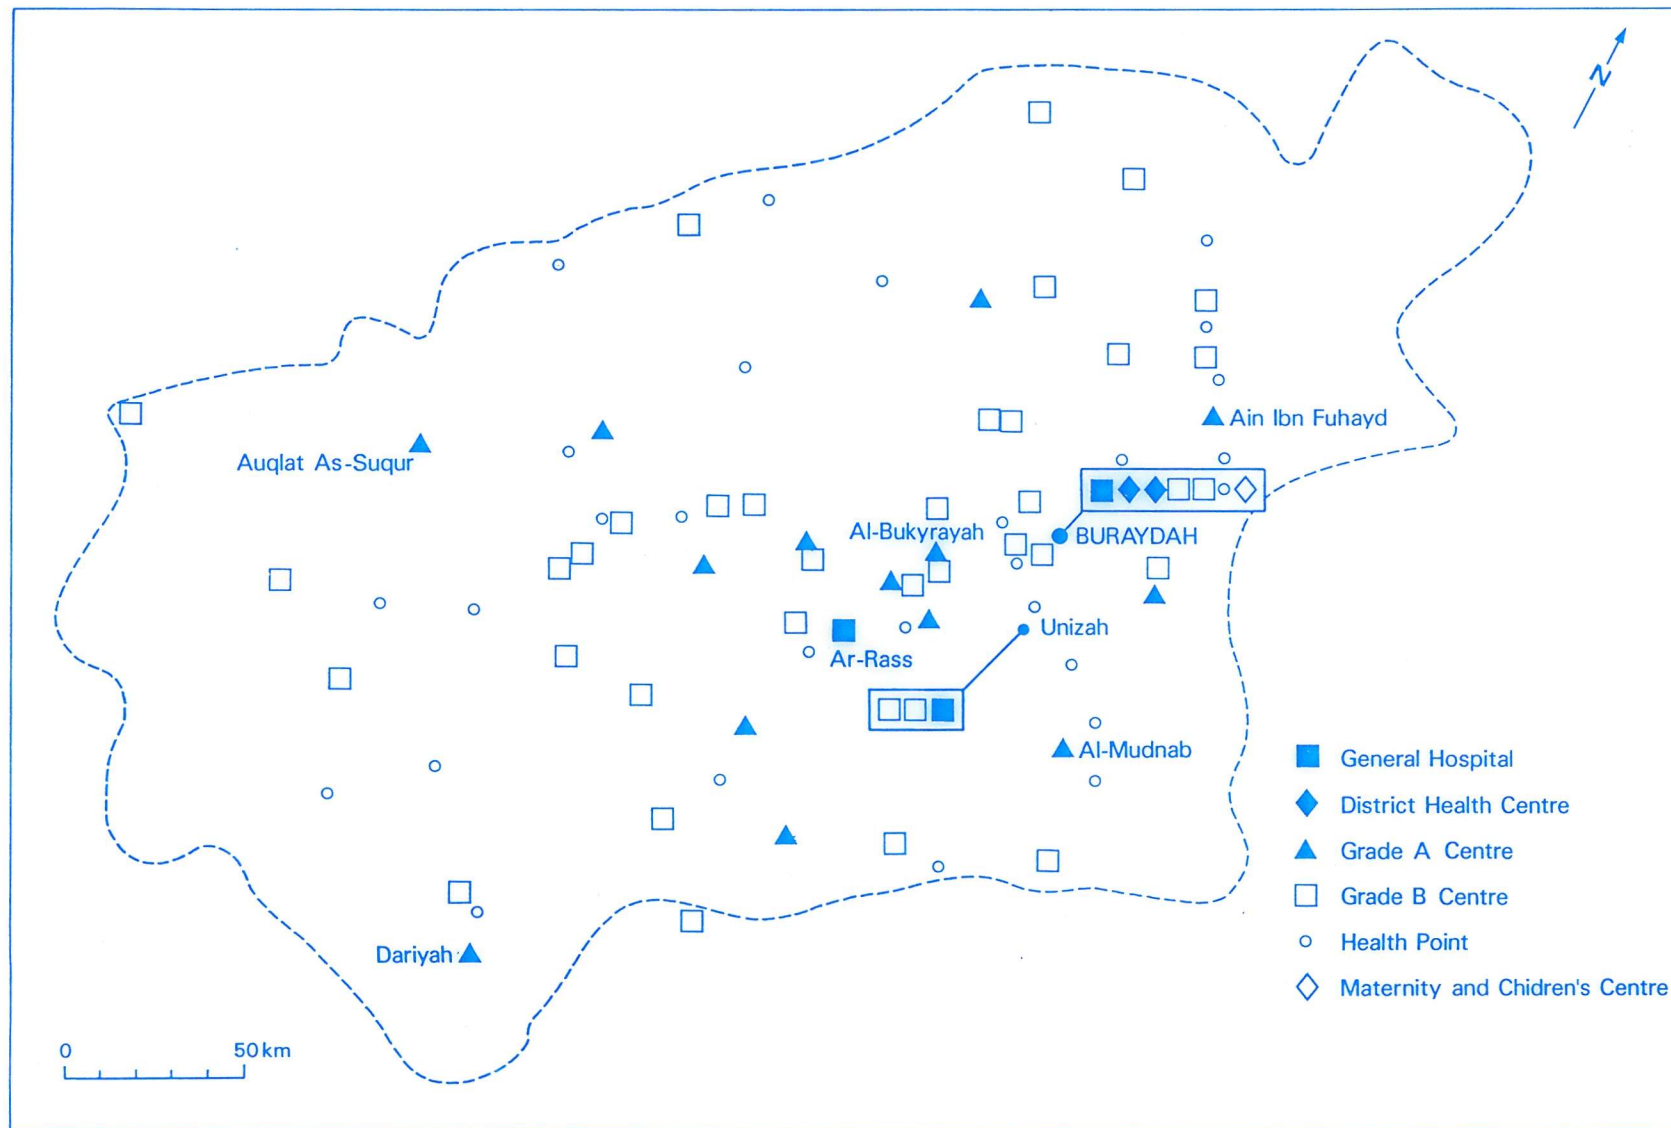 N
Ain Ibn Fuhayd
Auqlat As-Suqur
Al-Bukyrayah
BURAYDAH
Unizah
Ar-Rass
Al-Mudnab
Dariyah
General Hospital
District Health Centre
Grade A Centre
Grade B Centre
Health Point
Maternity and Chidren's Centre
0 50km